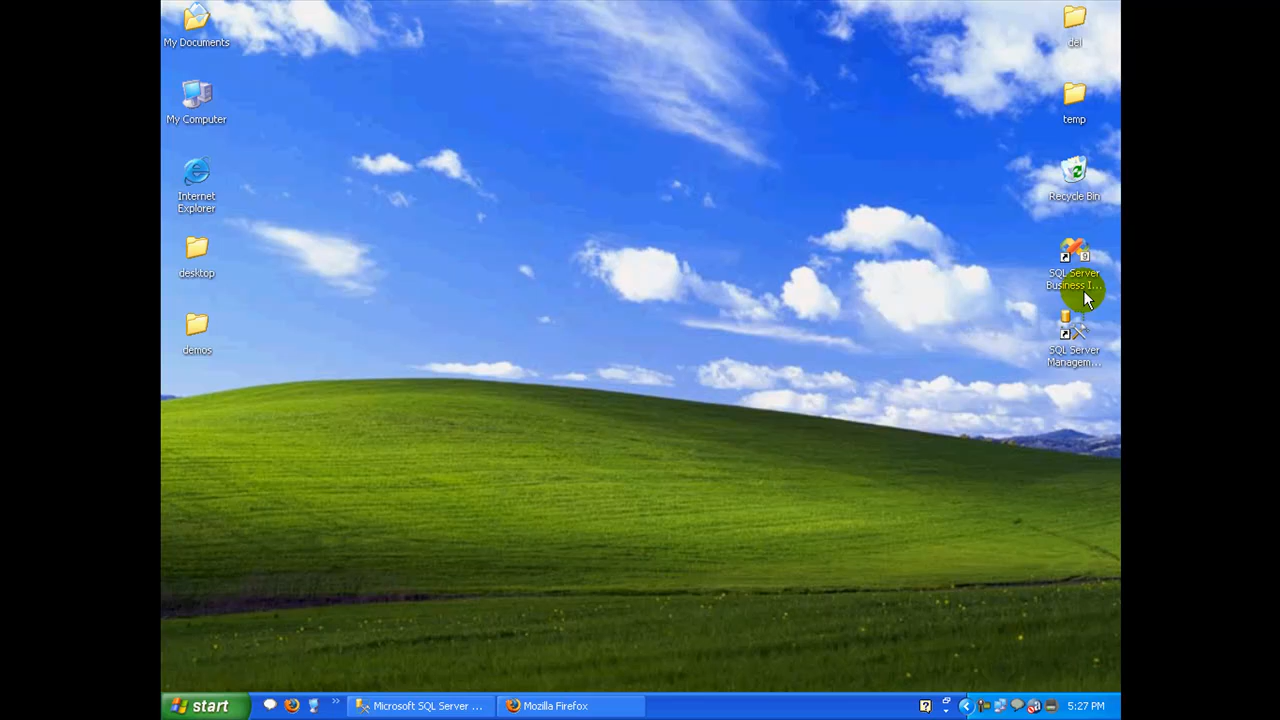 My Documents
My Computer
Internet
Explorer
desktop
demos
del
temp
Recycle Bin
SQL Server
Business I...
SQL Server
Managem...
start
Microsoft SQL Server ...
Mozilla Firefox
5:27 PM